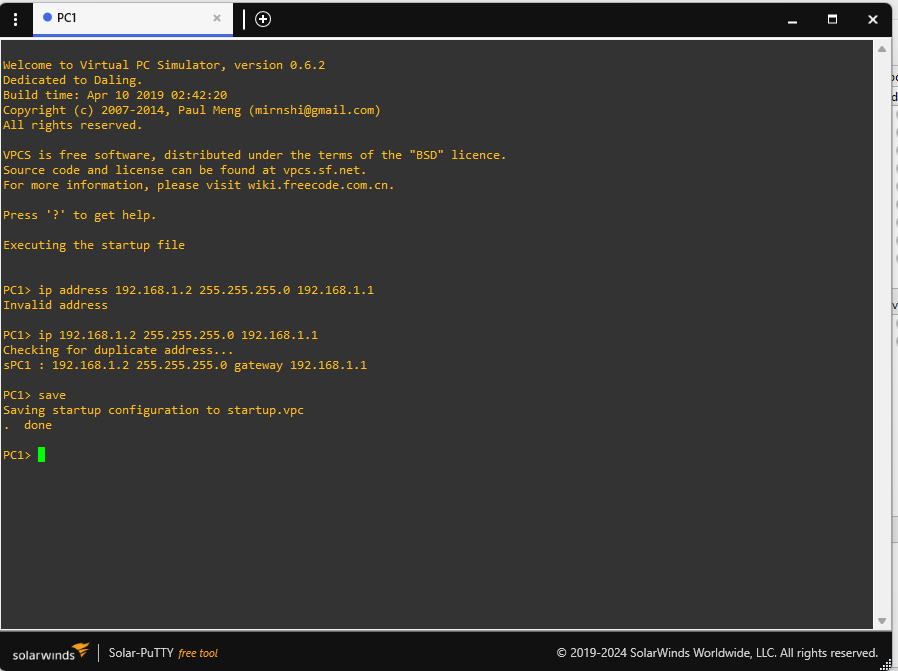 PC1
Welcome to Virtual PC Simulator, version 0.6.2
Dedicated to Daling.
Build time: Apr 10 2019 02:42:20
Copyright (c) 2007-2014, Paul Meng (mirnshi@gmail.com)
All rights reserved.
VPCS is free software, distributed under the terms of the "BSD" licence.
Source code and license can be found at vpcs.sf.net.
For more information, please visit wiki.freecode.com.cn.
Press '?' to get help.
Executing the startup file
PC1> ip address 192.168.1.2 255.255.255.0 192.168.1.1
Invalid address
PC1> ip 192.168.1.2 255.255.255.0 192.168.1.1
Checking for duplicate address...
sPC1 : 192.168.1.2 255.255.255.0 gateway 192.168.1.1
PC1> save
Saving startup configuration to startup.vpc
.  done
PC1>
solarwinds | Solar-PuTTY free tool
© 2019-2024 SolarWinds Worldwide, LLC. All rights reserved.